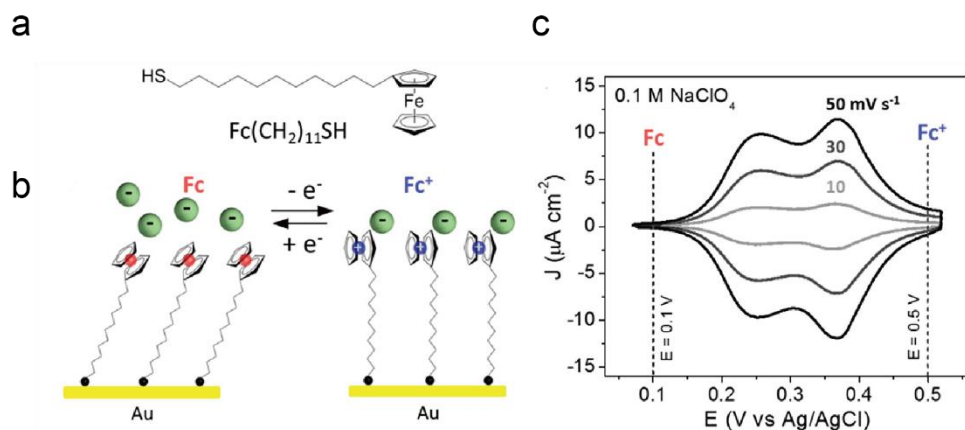 a
HS
Fe
Fc(CH₂)₁₁SH
b
Fc
- e⁻
+ e⁻
Fc⁺
Au
Au
c
0.1 M NaClO₄
50 mV s⁻¹
30
10
Fc
Fc⁺
E = 0.1 V
E = 0.5 V
15
10
5
0
-5
-10
-15
J (µA cm⁻²)
0.1 0.2 0.3 0.4 0.5
E (V vs Ag/AgCl)